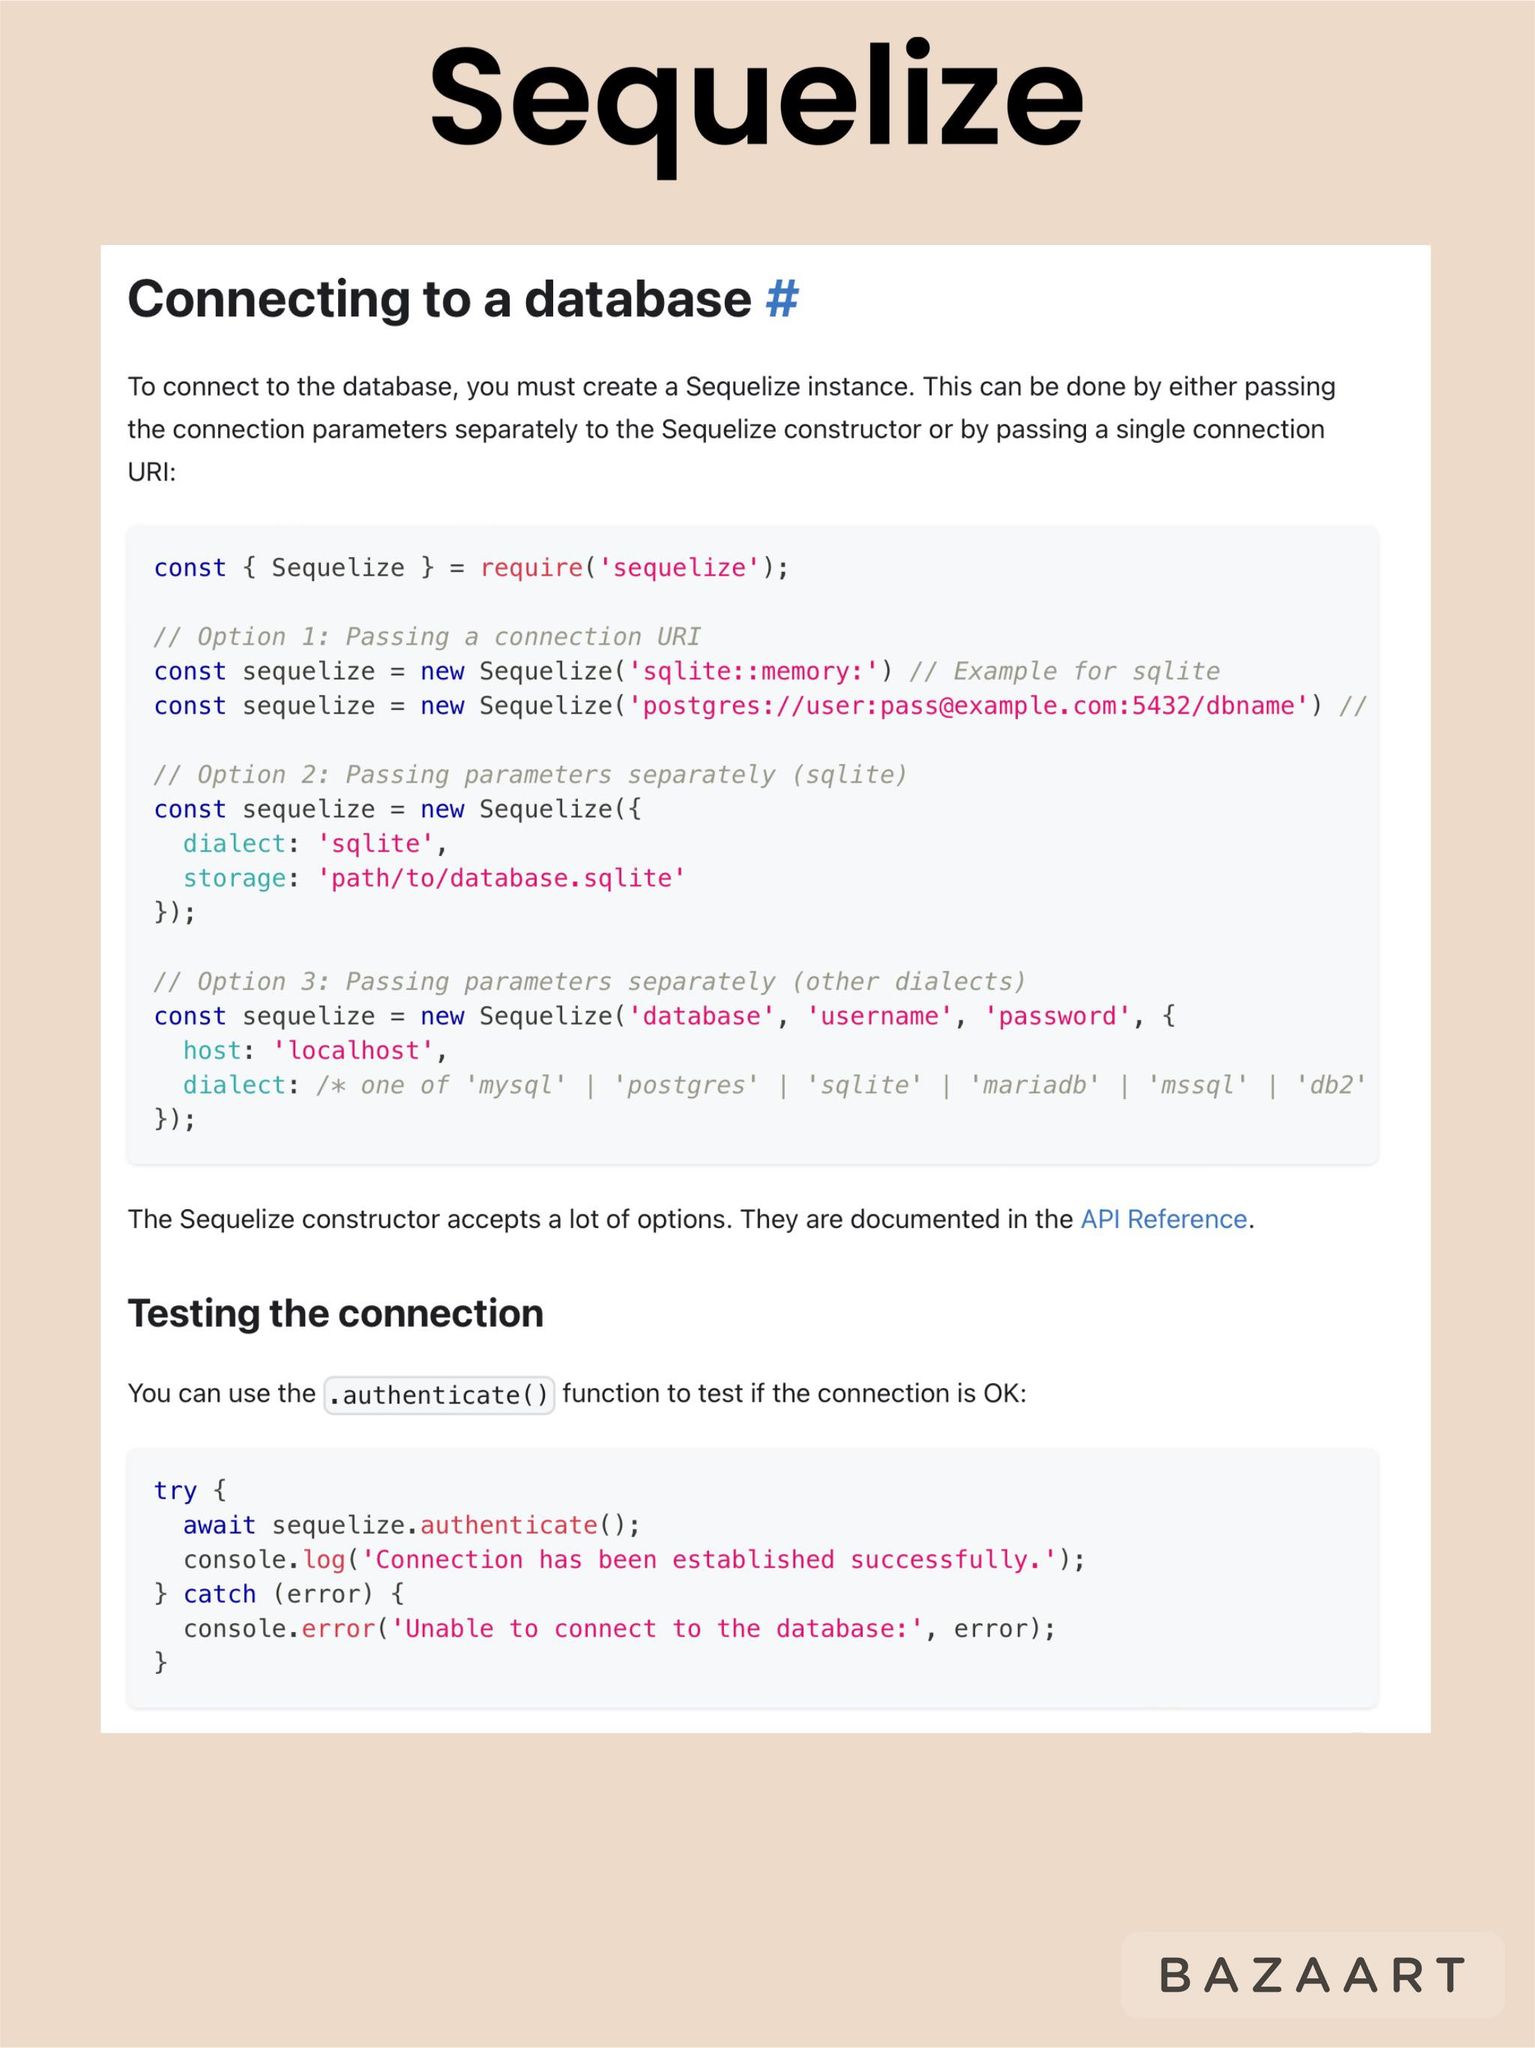 Sequelize
Connecting to a database #
To connect to the database, you must create a Sequelize instance. This can be done by either passing
the connection parameters separately to the Sequelize constructor or by passing a single connection
URI:
const { Sequelize } = require('sequelize');
// Option 1: Passing a connection URI
const sequelize = new Sequelize('sqlite::memory:') // Example for sqlite
const sequelize = new Sequelize('postgres://user:pass@example.com:5432/dbname') //
// Option 2: Passing parameters separately (sqlite)
const sequelize = new Sequelize({
  dialect: 'sqlite',
  storage: 'path/to/database.sqlite'
});
// Option 3: Passing parameters separately (other dialects)
const sequelize = new Sequelize('database', 'username', 'password', {
  host: 'localhost',
  dialect: /* one of 'mysql' | 'postgres' | 'sqlite' | 'mariadb' | 'mssql' | 'db2'
});
The Sequelize constructor accepts a lot of options. They are documented in the API Reference.
Testing the connection
You can use the .authenticate() function to test if the connection is OK:
try {
  await sequelize.authenticate();
  console.log('Connection has been established successfully.');
} catch (error) {
  console.error('Unable to connect to the database:', error);
}
BAZAART